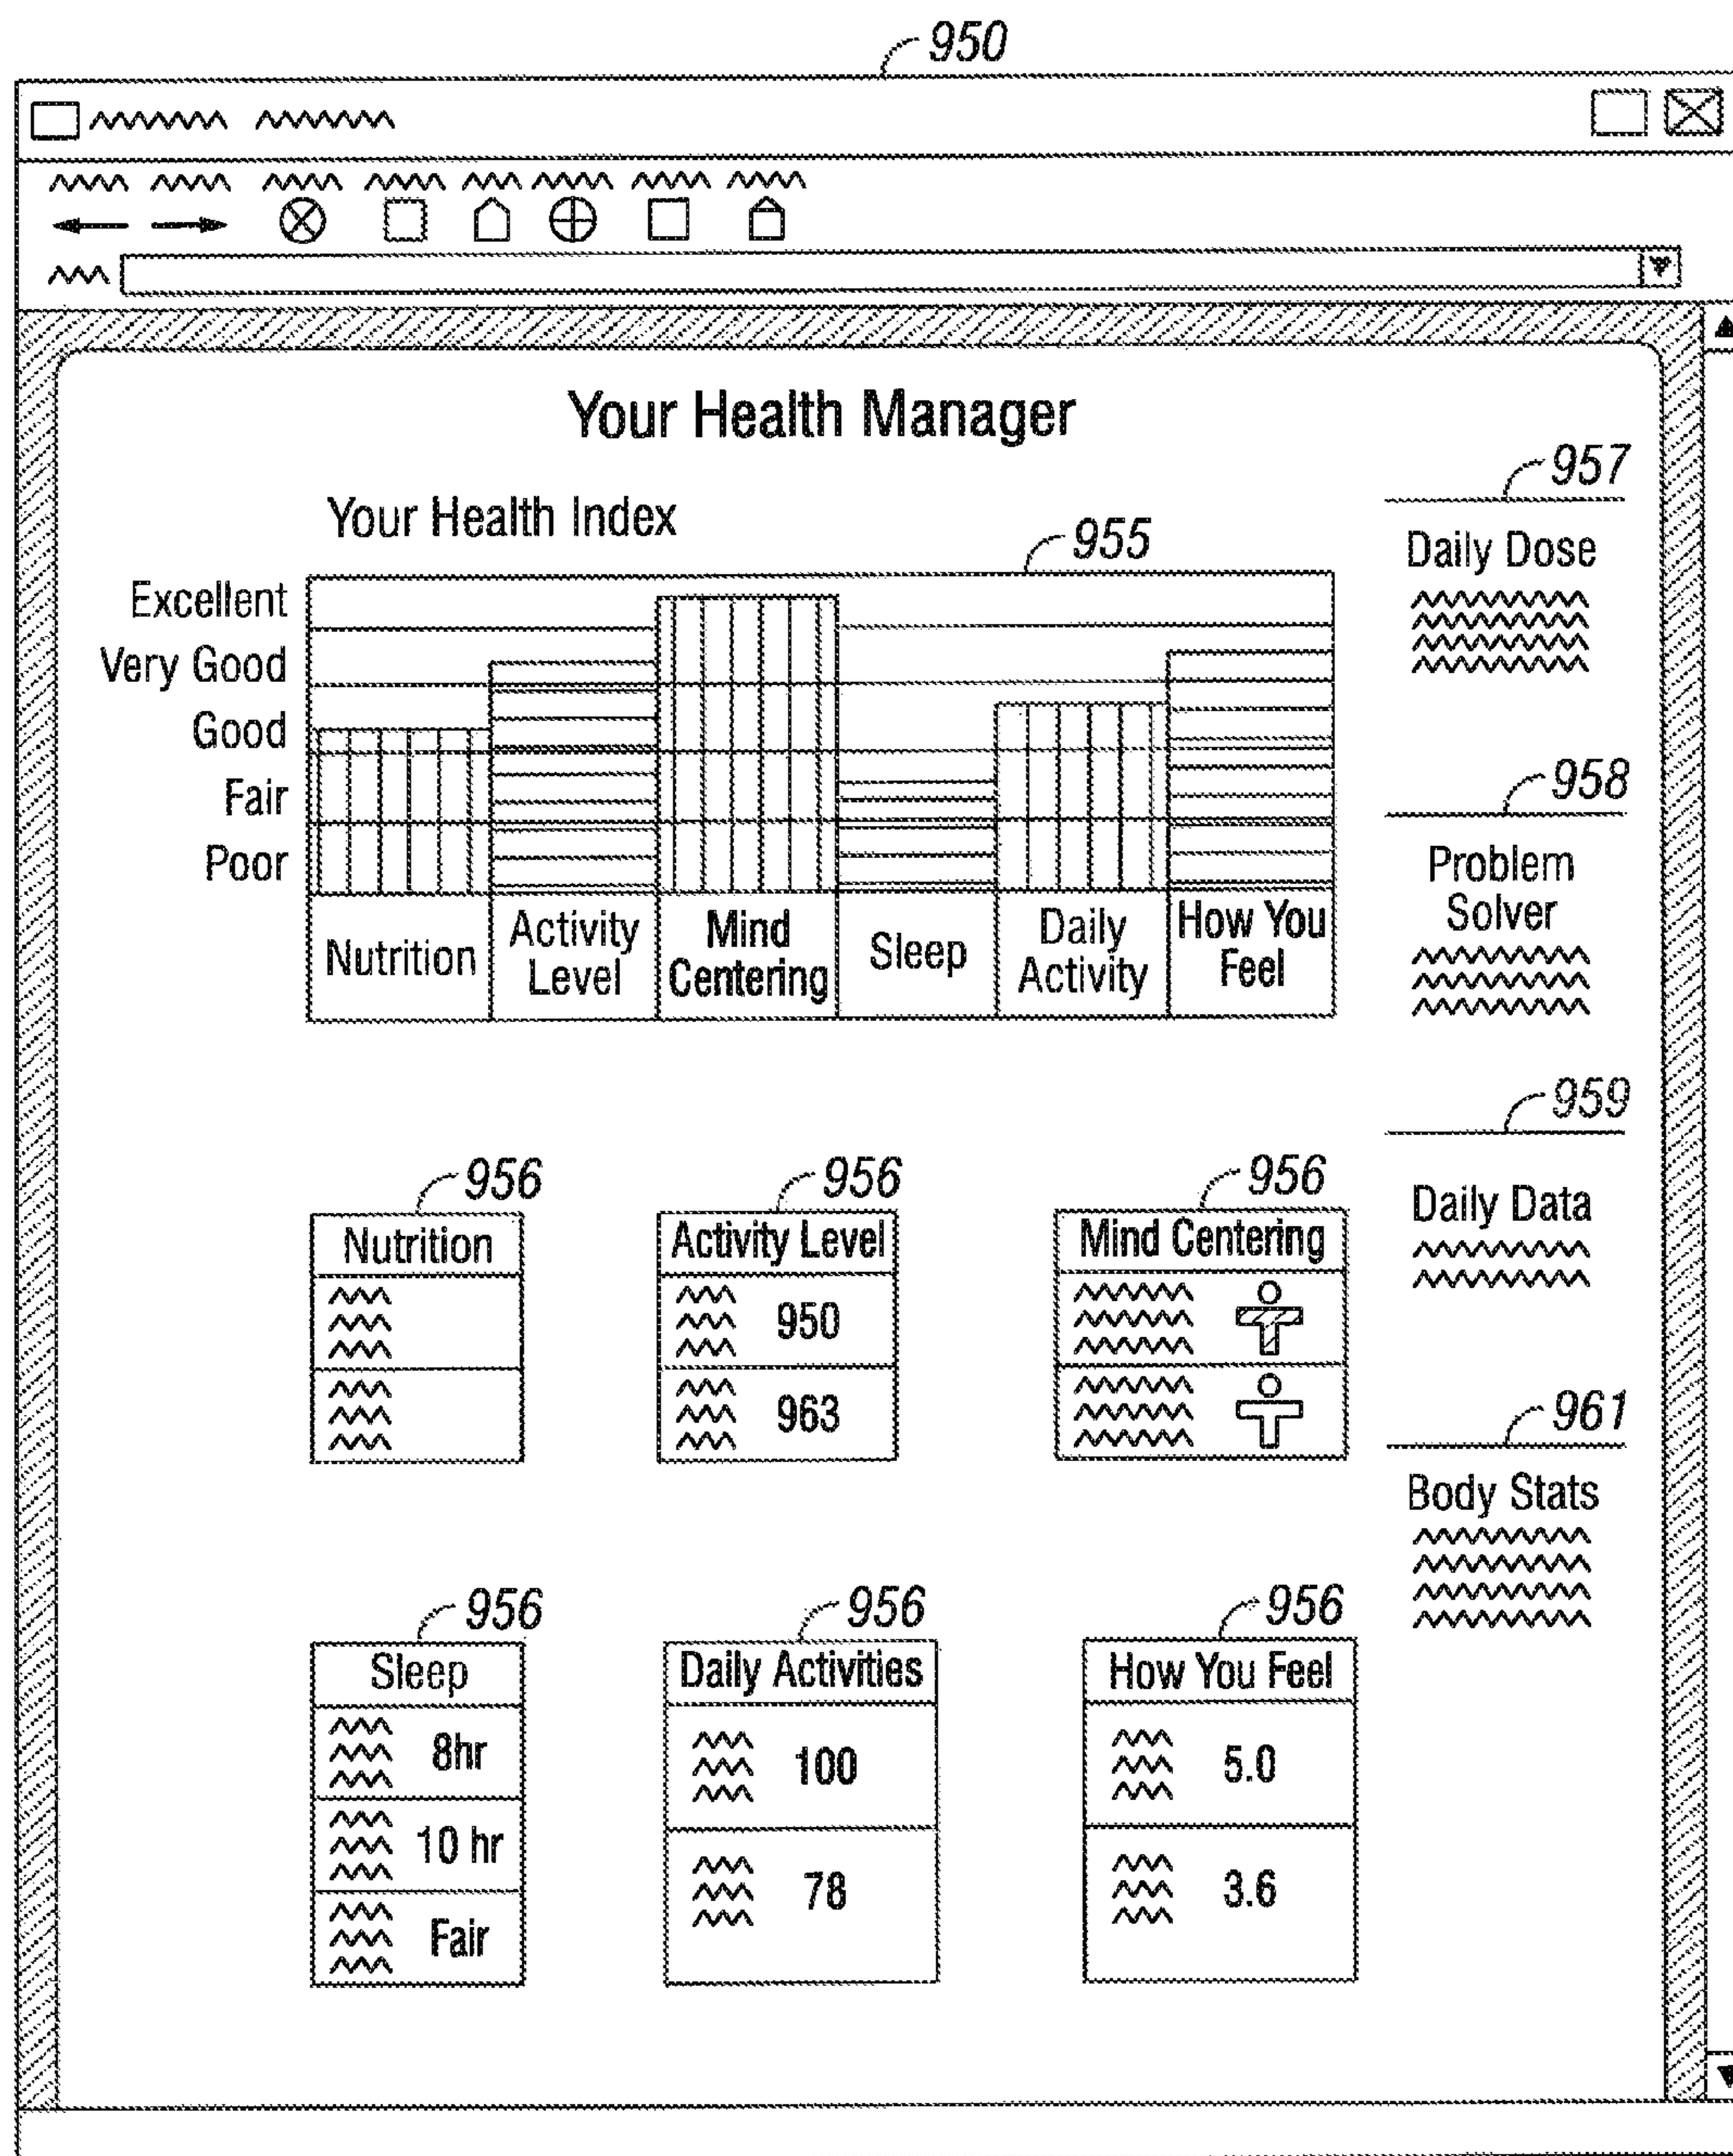 950
Your Health Manager
957
Your Health Index
955
Daily Dose
Excellent
Very Good
Good
Fair
Poor
958
Problem
Solver
Nutrition
Activity
Level
Mind
Centering
Sleep
Daily
Activity
How You
Feel
959
Daily Data
956
Nutrition
956
Activity Level
950
963
956
Mind Centering
961
Body Stats
956
Sleep
8hr
10 hr
Fair
956
Daily Activities
100
78
956
How You Feel
5.0
3.6